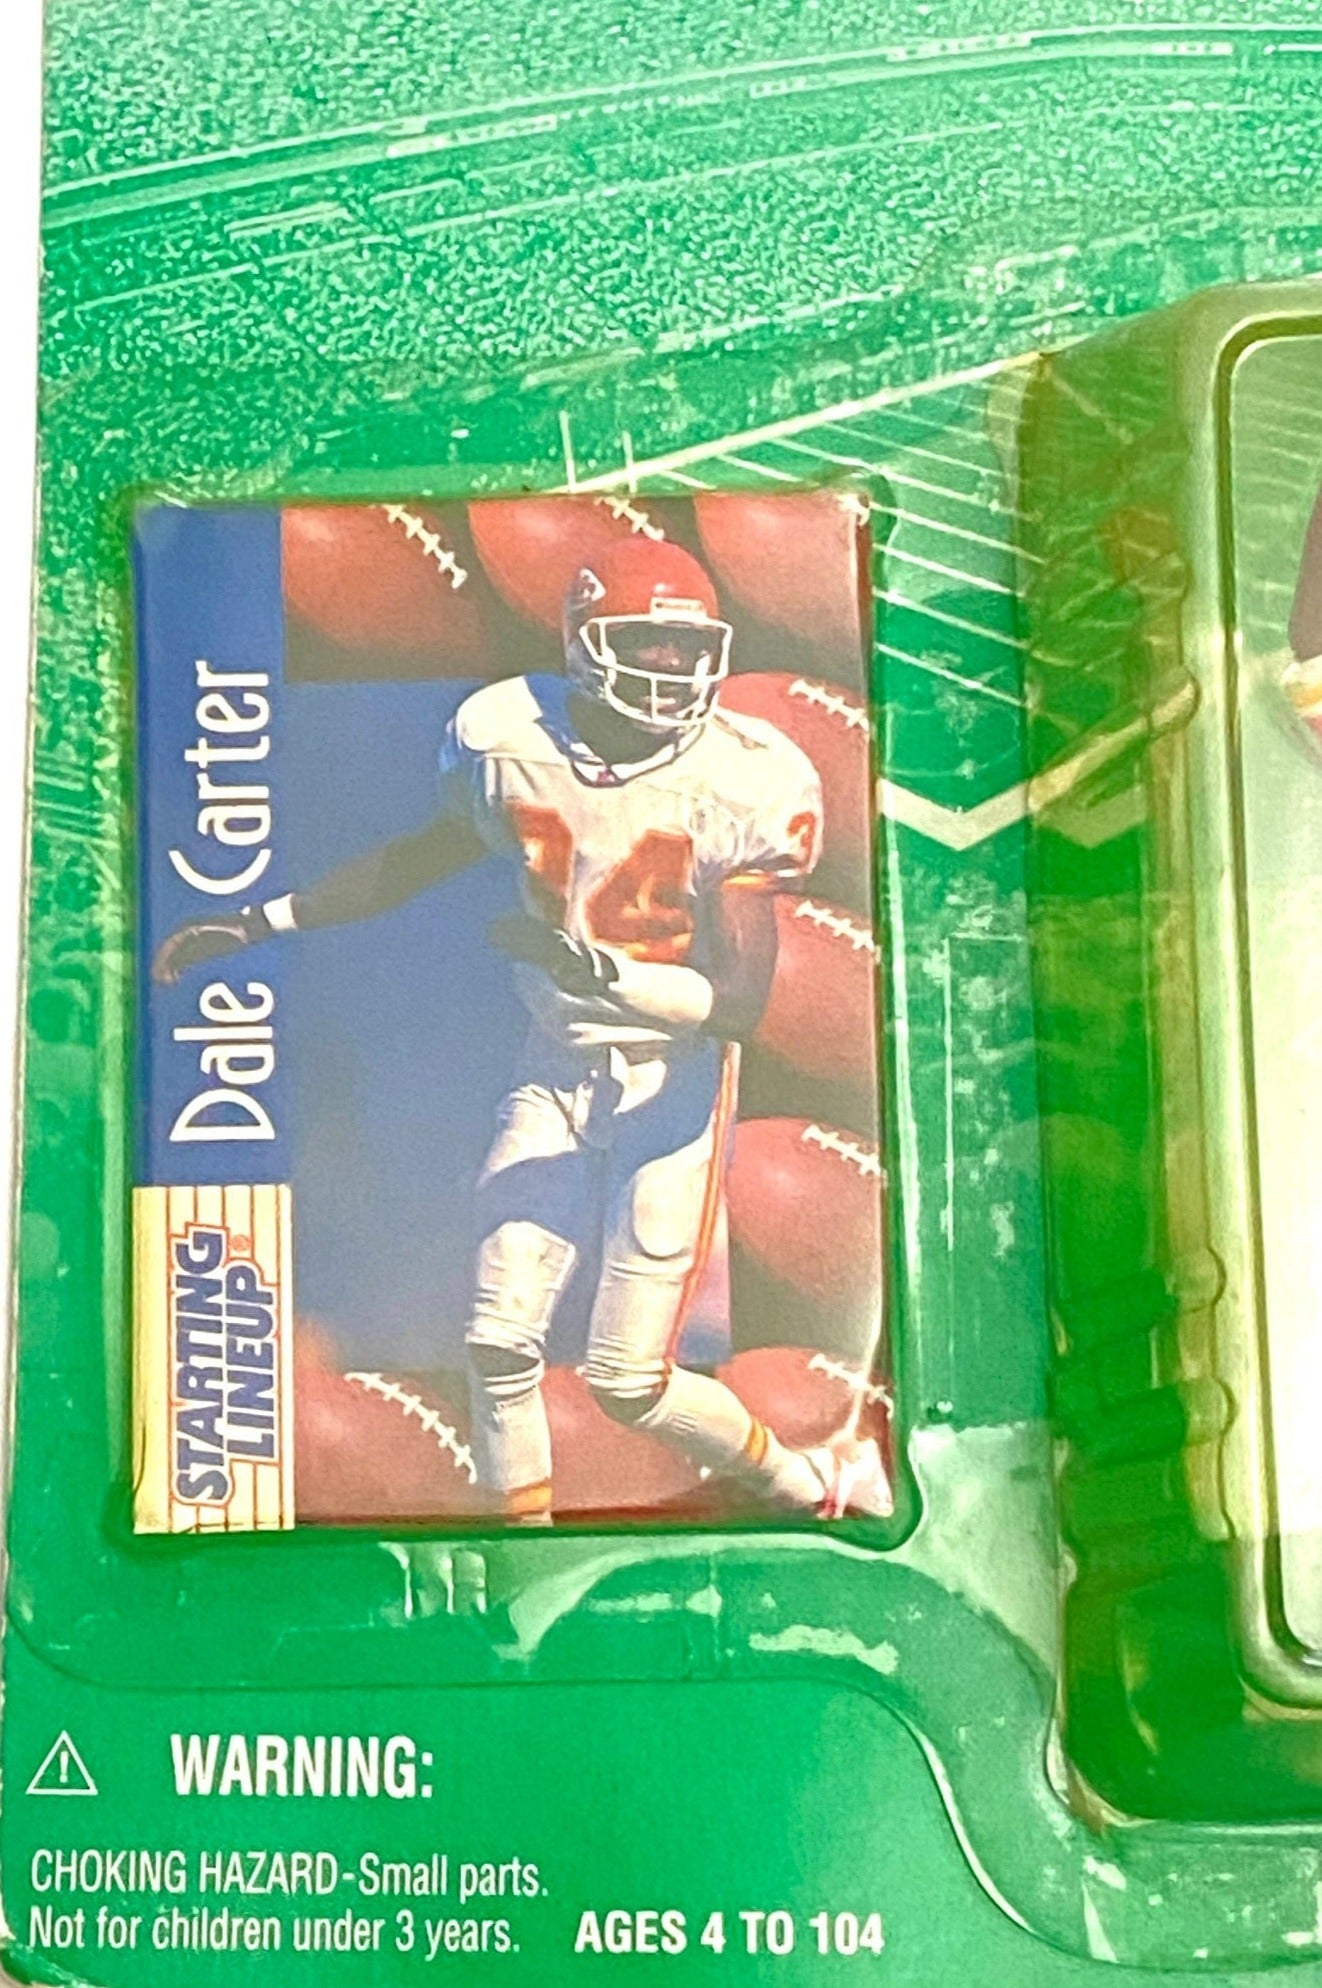 Dale Carter
STARTING
LINEUP®
WARNING:
CHOKING HAZARD-Small parts.
Not for children under 3 years. AGES 4 TO 104